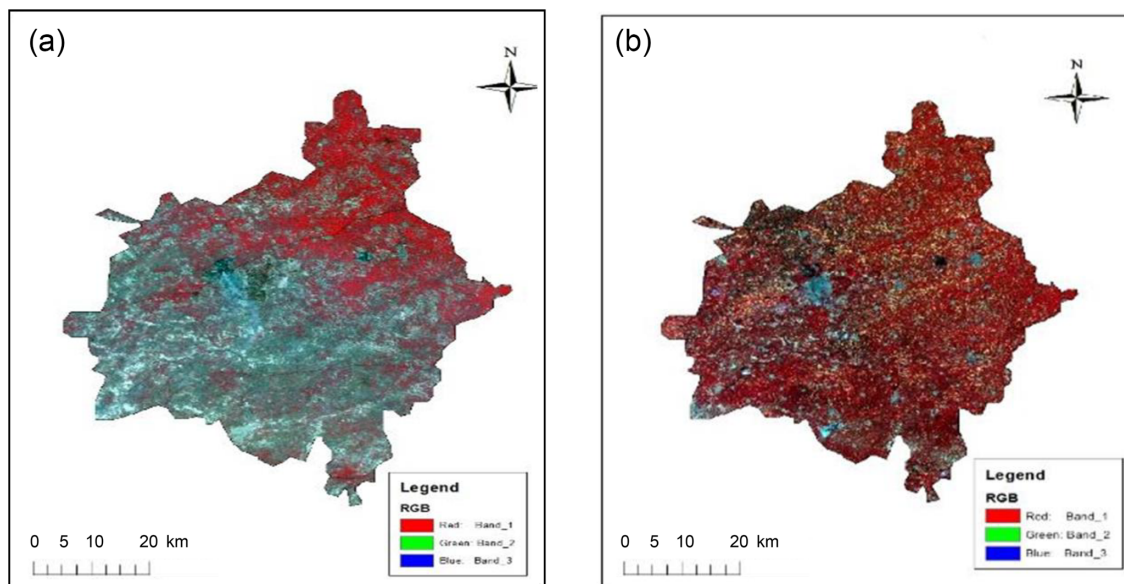 (a)
N
Legend
RGB
Red: Band_1
Green: Band_2
Blue: Band_3
0 5 10 20 km
(b)
N
Legend
RGB
Red: Band_1
Green: Band_2
Blue: Band_3
0 5 10 20 km